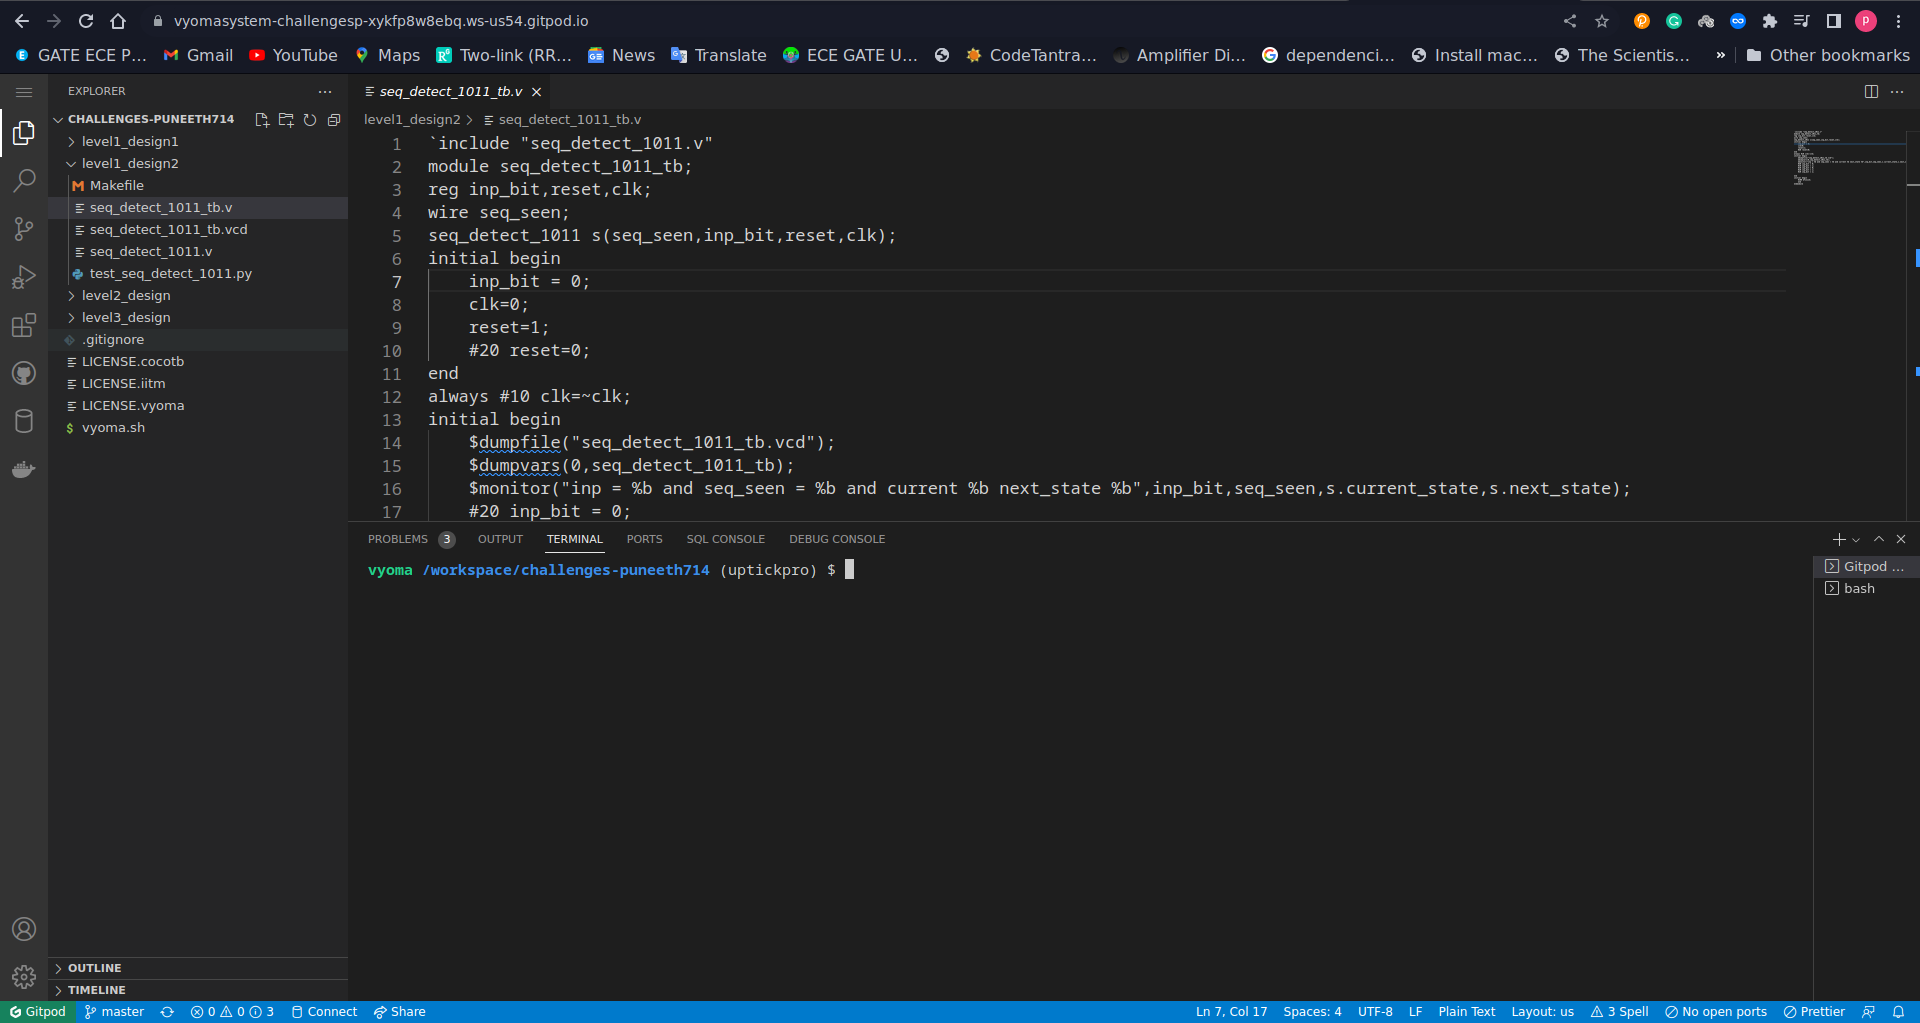 vyomasystem-challengesp-xykfp8w8ebq.ws-us54.gitpod.io
GATE ECE P... Gmail YouTube Maps Two-link (RR... News Translate ECE GATE U... CodeTantra... Amplifier Di... dependenci... Install mac... The Scientis... » Other bookmarks
EXPLORER
CHALLENGES-PUNEETH714
level1_design1
level1_design2
Makefile
seq_detect_1011_tb.v
seq_detect_1011_tb.vcd
seq_detect_1011.v
test_seq_detect_1011.py
level2_design
level3_design
.gitignore
LICENSE.cocotb
LICENSE.iitm
LICENSE.vyoma
$ vyoma.sh
OUTLINE
TIMELINE
seq_detect_1011_tb.v
level1_design2 > seq_detect_1011_tb.v
1 `include "seq_detect_1011.v"
2 module seq_detect_1011_tb;
3 reg inp_bit,reset,clk;
4 wire seq_seen;
5 seq_detect_1011 s(seq_seen,inp_bit,reset,clk);
6 initial begin
7 inp_bit = 0;
8 clk=0;
9 reset=1;
10 #20 reset=0;
11 end
12 always #10 clk=~clk;
13 initial begin
14 $dumpfile("seq_detect_1011_tb.vcd");
15 $dumpvars(0,seq_detect_1011_tb);
16 $monitor("inp = %b and seq_seen = %b and current %b next_state %b",inp_bit,seq_seen,s.current_state,s.next_state);
17 #20 inp_bit = 0;
PROBLEMS 3 OUTPUT TERMINAL PORTS SQL CONSOLE DEBUG CONSOLE
vyoma /workspace/challenges-puneeth714 (uptickpro) $
Gitpod ...
bash
Gitpod master 0 0 3 Connect Share Ln 7, Col 17 Spaces: 4 UTF-8 LF Plain Text Layout: us 3 Spell No open ports Prettier